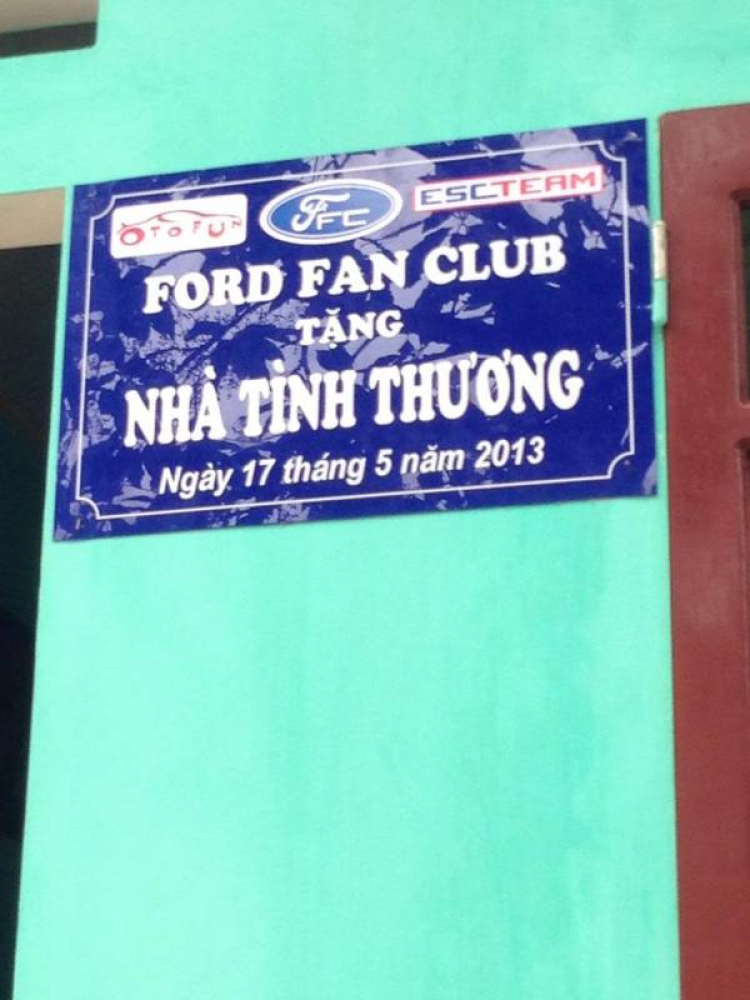 OTOFUN FFC ESCTEAM
FORD FAN CLUB
TẶNG
NHÀ TÌNH THƯƠNG
Ngày 17 tháng 5 năm 2013